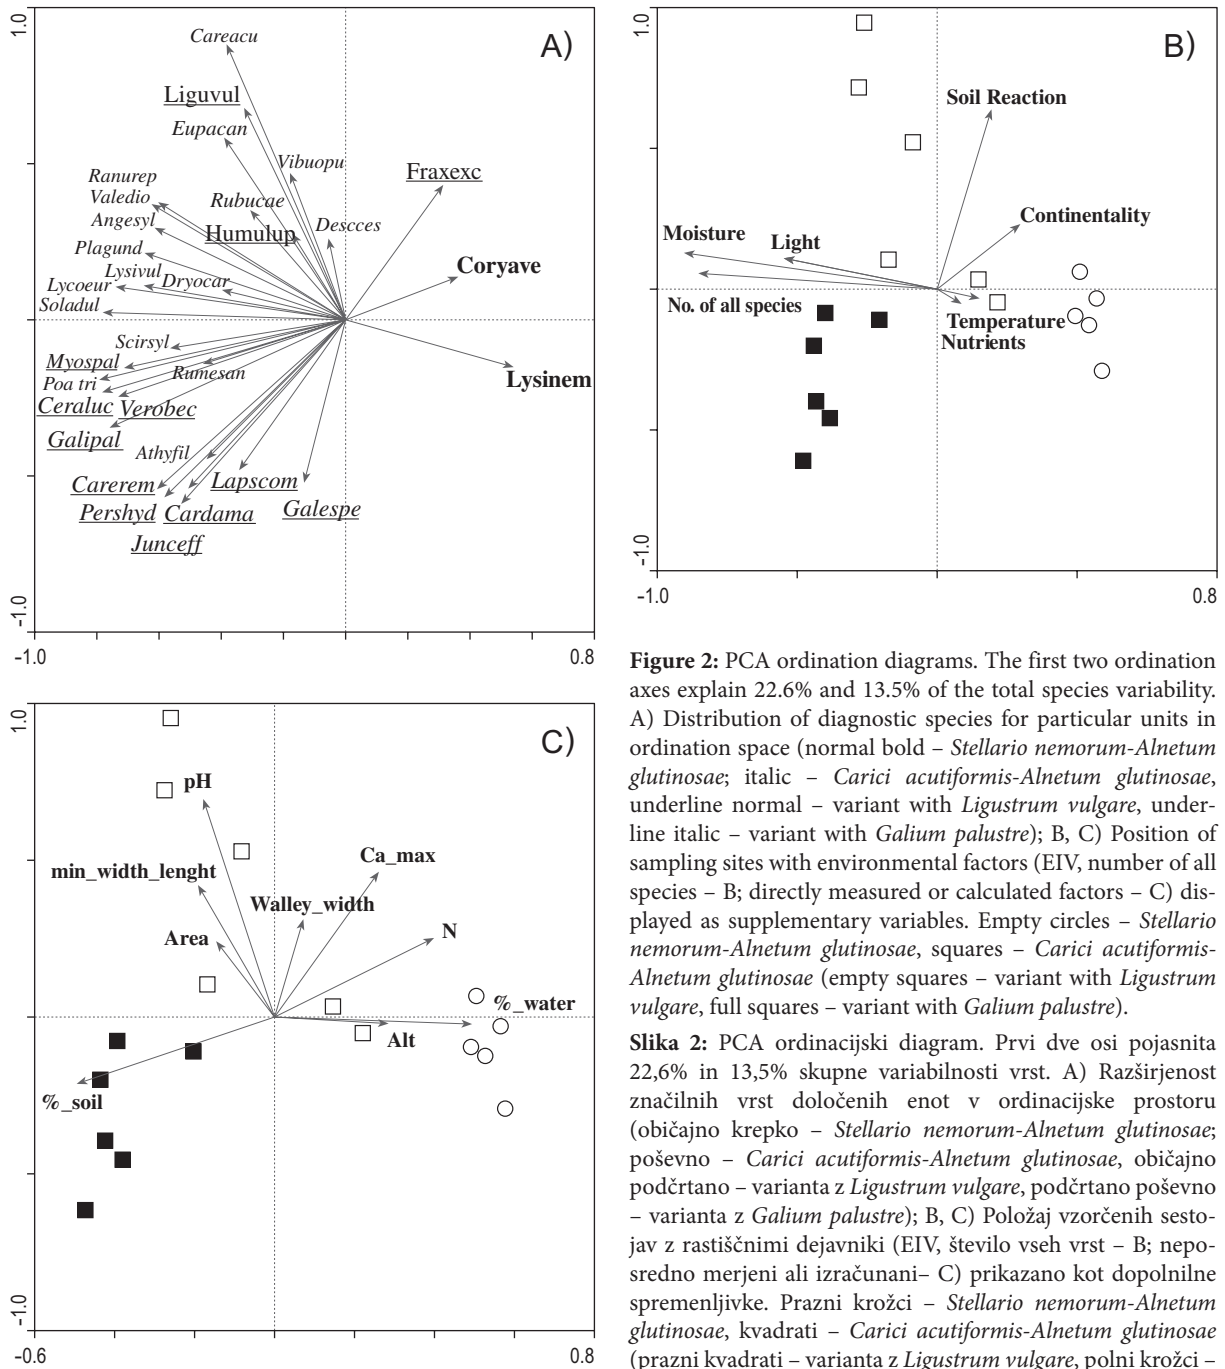 1.0
A)
Careacu
Liguvul
Eupacan
Vibuopu
Fraxexc
Ranurep
Valedio
Rubucae
Angesyl
Humulup
Descces
Plagund
Coryave
Lysivul
Lycoeur
Dryocar
Soladul
Scirsyl
Myospal
Rumesan
Poa tri
Lysinem
Ceraluc
Verobec
Galipal
Athyfil
Carerem
Lapscom
Pershyd
Cardama
Galespe
Junceff
-1.0
-1.0
0.8
1.0
B)
Soil Reaction
Continentality
Moisture
Light
No. of all species
Temperature
Nutrients
-1.0
-1.0
0.8
1.0
C)
pH
Ca_max
min_width_lenght
Walley_width
Area
N
%_water
Alt
%_soil
-1.0
-0.6
0.8
Figure 2: PCA ordination diagrams. The first two ordination
axes explain 22.6% and 13.5% of the total species variability.
A) Distribution of diagnostic species for particular units in
ordination space (normal bold – Stellario nemorum-Alnetum
glutinosae; italic – Carici acutiformis-Alnetum glutinosae,
underline normal – variant with Ligustrum vulgare, under-
line italic – variant with Galium palustre); B, C) Position of
sampling sites with environmental factors (EIV, number of all
species – B; directly measured or calculated factors – C) dis-
played as supplementary variables. Empty circles – Stellario
nemorum-Alnetum glutinosae, squares – Carici acutiformis-
Alnetum glutinosae (empty squares – variant with Ligustrum
vulgare, full squares – variant with Galium palustre).
Slika 2: PCA ordinacijski diagram. Prvi dve osi pojasnita
22,6% in 13,5% skupne variabilnosti vrst. A) Razširjenost
značilnih vrst določenih enot v ordinacijske prostoru
(običajno krepko – Stellario nemorum-Alnetum glutinosae;
poševno – Carici acutiformis-Alnetum glutinosae, običajno
podčrtano – varianta z Ligustrum vulgare, podčrtano poševno
– varianta z Galium palustre); B, C) Položaj vzorčenih sesto-
jav z rastiščnimi dejavniki (EIV, število vseh vrst – B; nepo-
sredno merjeni ali izračunani– C) prikazano kot dopolnilne
spremenljivke. Prazni krožci – Stellario nemorum-Alnetum
glutinosae, kvadrati – Carici acutiformis-Alnetum glutinosae
(prazni kvadrati – varianta z Ligustrum vulgare, polni krožci –